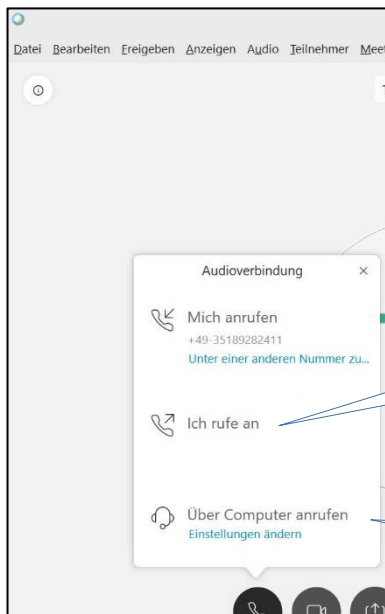 Datei Bearbeiten Freigeben Anzeigen Audio Teilnehmer
Audioverbindung
Mich anrufen
+49-35189282411
Unter einer anderen Nummer zu...
Ich rufe an
Über Computer anrufen
Einstellungen ändern